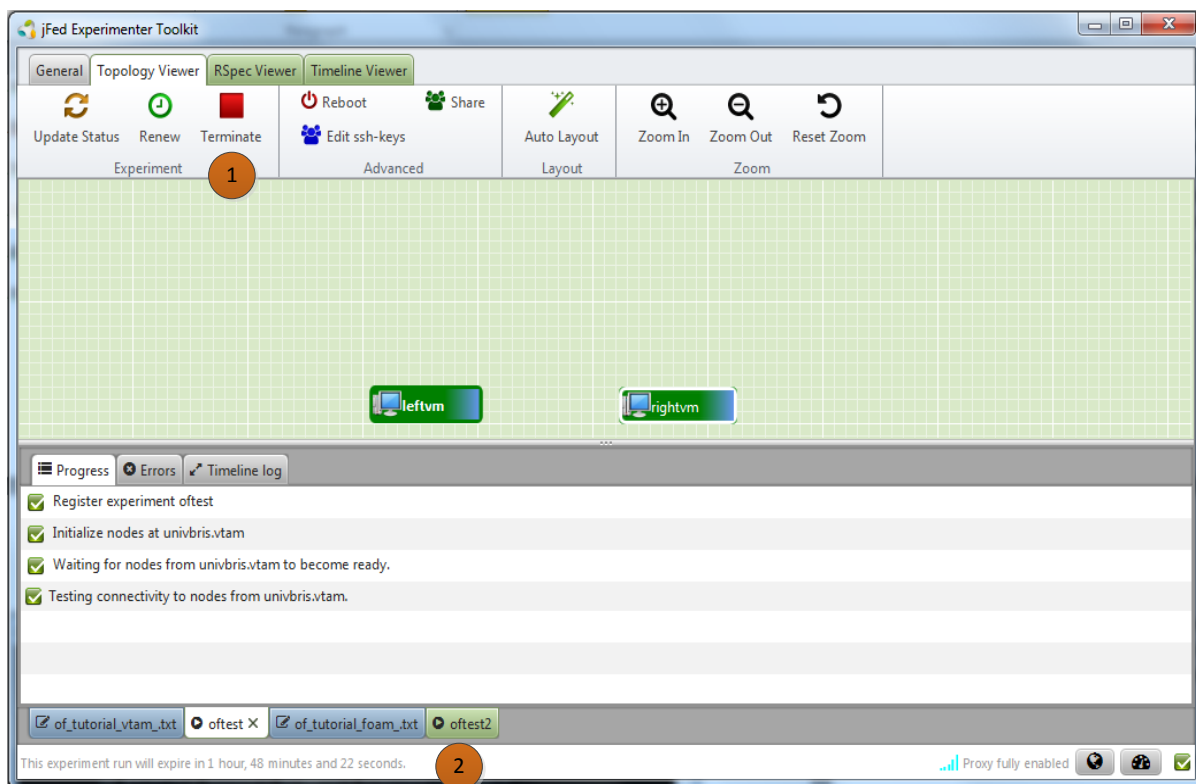 jFed Experimenter Toolkit
General Topology Viewer RSpec Viewer Timeline Viewer
Reboot Share
Update Status Renew Terminate Edit ssh-keys Auto Layout Zoom In Zoom Out Reset Zoom
Experiment Advanced Layout Zoom
1
leftvm rightvm
Progress Errors Timeline log
Register experiment oftest
Initialize nodes at univbris.vtam
Waiting for nodes from univbris.vtam to become ready.
Testing connectivity to nodes from univbris.vtam.
of_tutorial_vtam_.txt oftest of_tutorial_foam_.txt oftest2
This experiment run will expire in 1 hour, 48 minutes and 22 seconds. 2 Proxy fully enabled